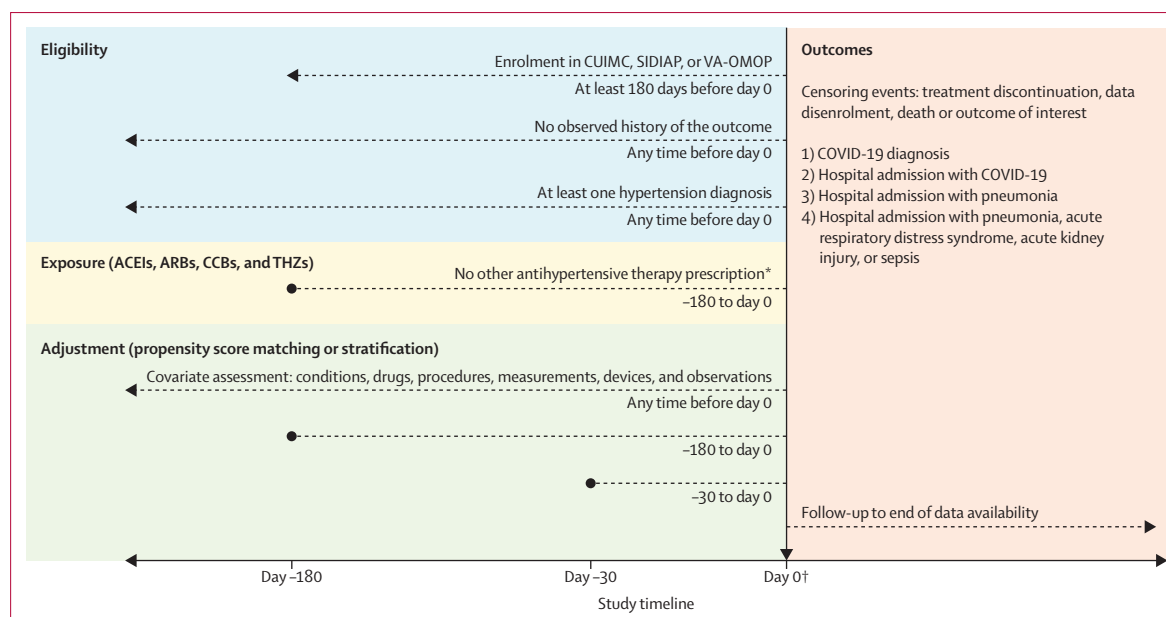 Eligibility
Enrolment in CUIMC, SIDIAP, or VA-OMOP
At least 180 days before day 0
No observed history of the outcome
Any time before day 0
At least one hypertension diagnosis
Any time before day 0
Exposure (ACEIs, ARBs, CCBs, and THZs)
No other antihypertensive therapy prescription*
–180 to day 0
Adjustment (propensity score matching or stratification)
Covariate assessment: conditions, drugs, procedures, measurements, devices, and observations
Any time before day 0
–180 to day 0
–30 to day 0
Outcomes
Censoring events: treatment discontinuation, data
disenrolment, death or outcome of interest
1) COVID-19 diagnosis
2) Hospital admission with COVID-19
3) Hospital admission with pneumonia
4) Hospital admission with pneumonia, acute
respiratory distress syndrome, acute kidney
injury, or sepsis
Follow-up to end of data availability
Day –180
Day –30
Day 0†
Study timeline